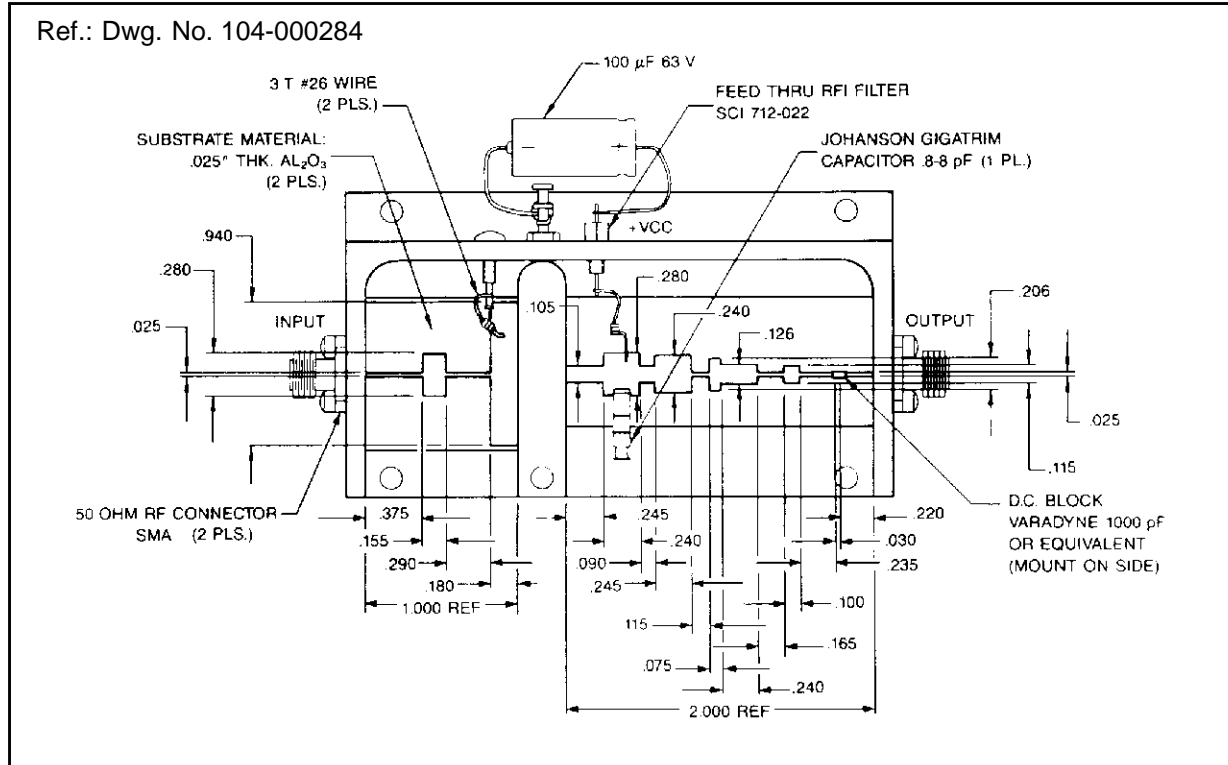 Ref.: Dwg. No. 104-000284
100 μF 63 V
3 T #26 WIRE
(2 PLS.)
FEED THRU RFI FILTER
SCI 712-022
SUBSTRATE MATERIAL:
.025" THK. AL₂O₃
(2 PLS.)
JOHANSON GIGATRIM
CAPACITOR .8-8 pF (1 PL.)
- +
+VCC
.940
.280
.280
.206
.105
.240
INPUT
OUTPUT
.025
.126
.025
.115
50 OHM RF CONNECTOR
SMA (2 PLS.)
D.C. BLOCK
VARADYNE 1000 pF
OR EQUIVALENT
(MOUNT ON SIDE)
.375
.245
.220
.155
.240
.030
.290
.090
.235
.180
.245
.100
1.000 REF
115
.165
.075
.240
2.000 REF